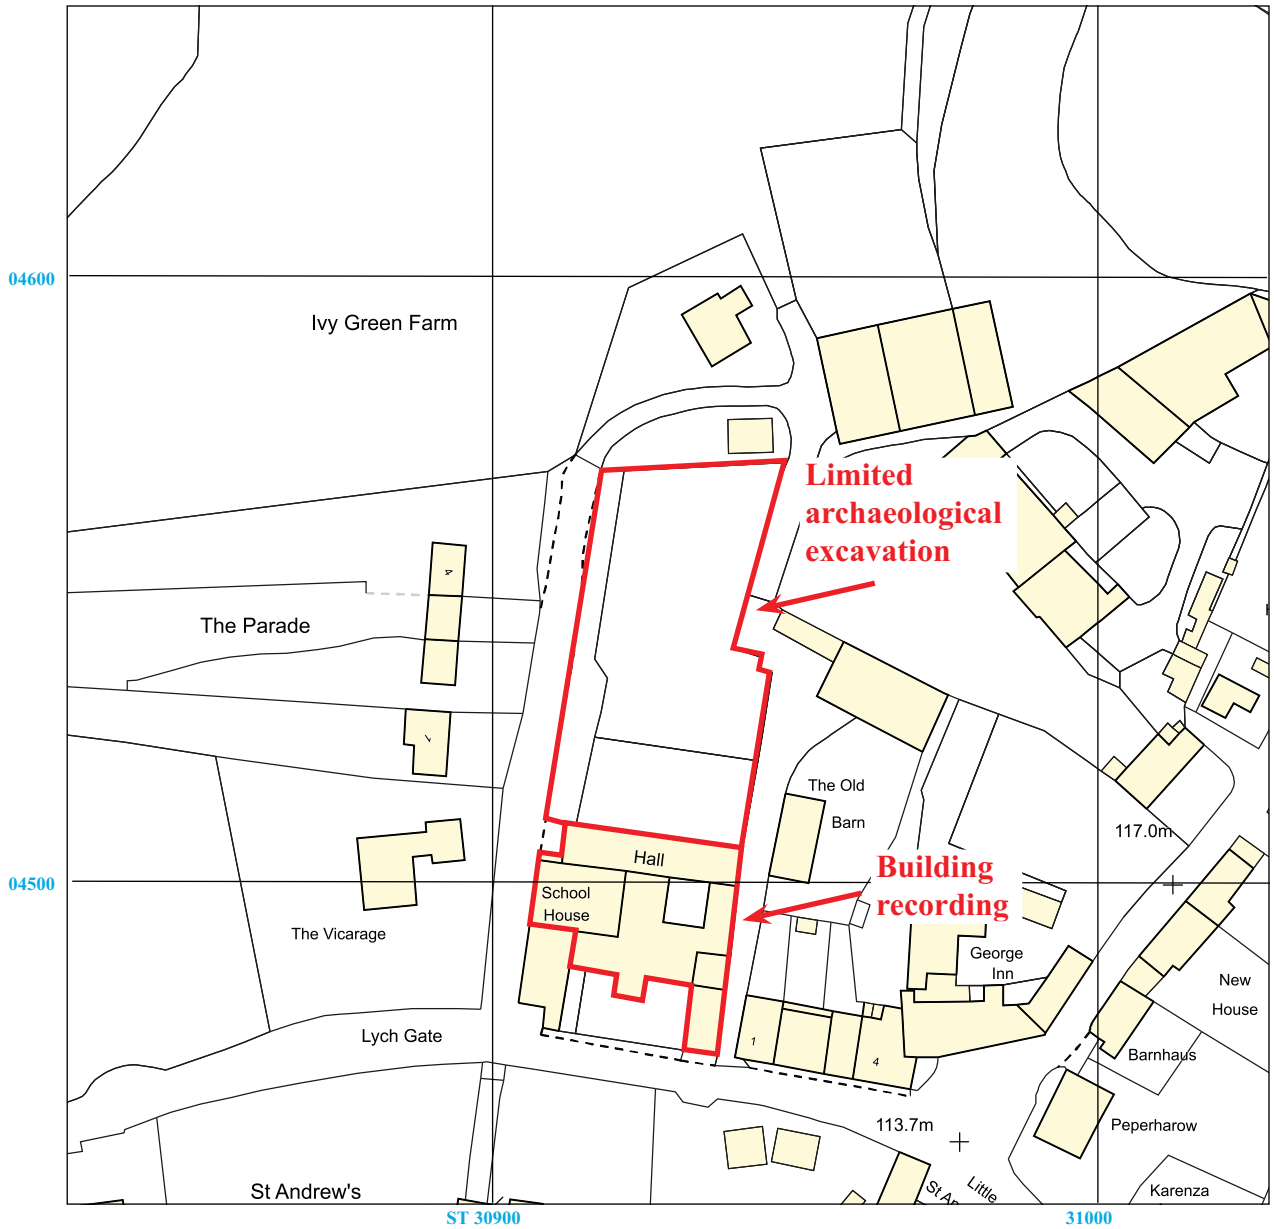 04600
Ivy Green Farm
Limited
archaeological
excavation
4
The Parade
1
The Old
Barn
117.0m
Hall
Building
recording
04500
School
House
The Vicarage
George
Inn
New
House
Lych Gate
1
4
Barnhaus
113.7m
Peperharow
St Andrew's
Little
Karenza
ST 30900
31000